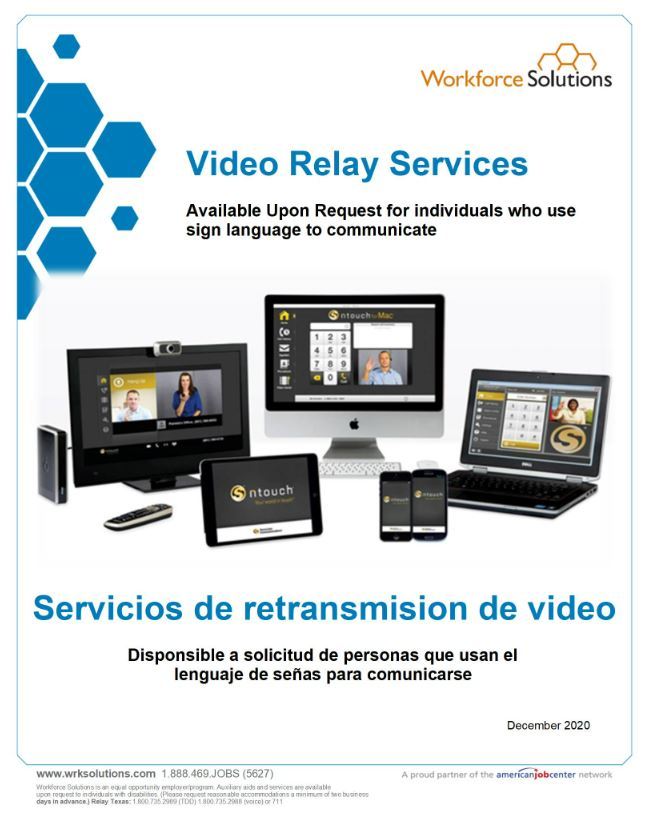 Workforce Solutions
Video Relay Services
Available Upon Request for individuals who use
sign language to communicate
ntouch for Mac
ntouch
ntouch
ntouch
DELL
Servicios de retransmision de video
Disponsible a solicitud de personas que usan el
lenguaje de señas para comunicarse
December 2020
www.wrksolutions.com 1.888.469.JOBS (5627)
A proud partner of the americanjobcenter network
Workforce Solutions is an equal opportunity employer/program. Auxiliary aids and services are available
upon request to individuals with disabilities. (Please request reasonable accommodations a minimum of two business
days in advance.) Relay Texas: 1.800.735.2989 (TDD) 1.800.735.2988 (voice) or 711